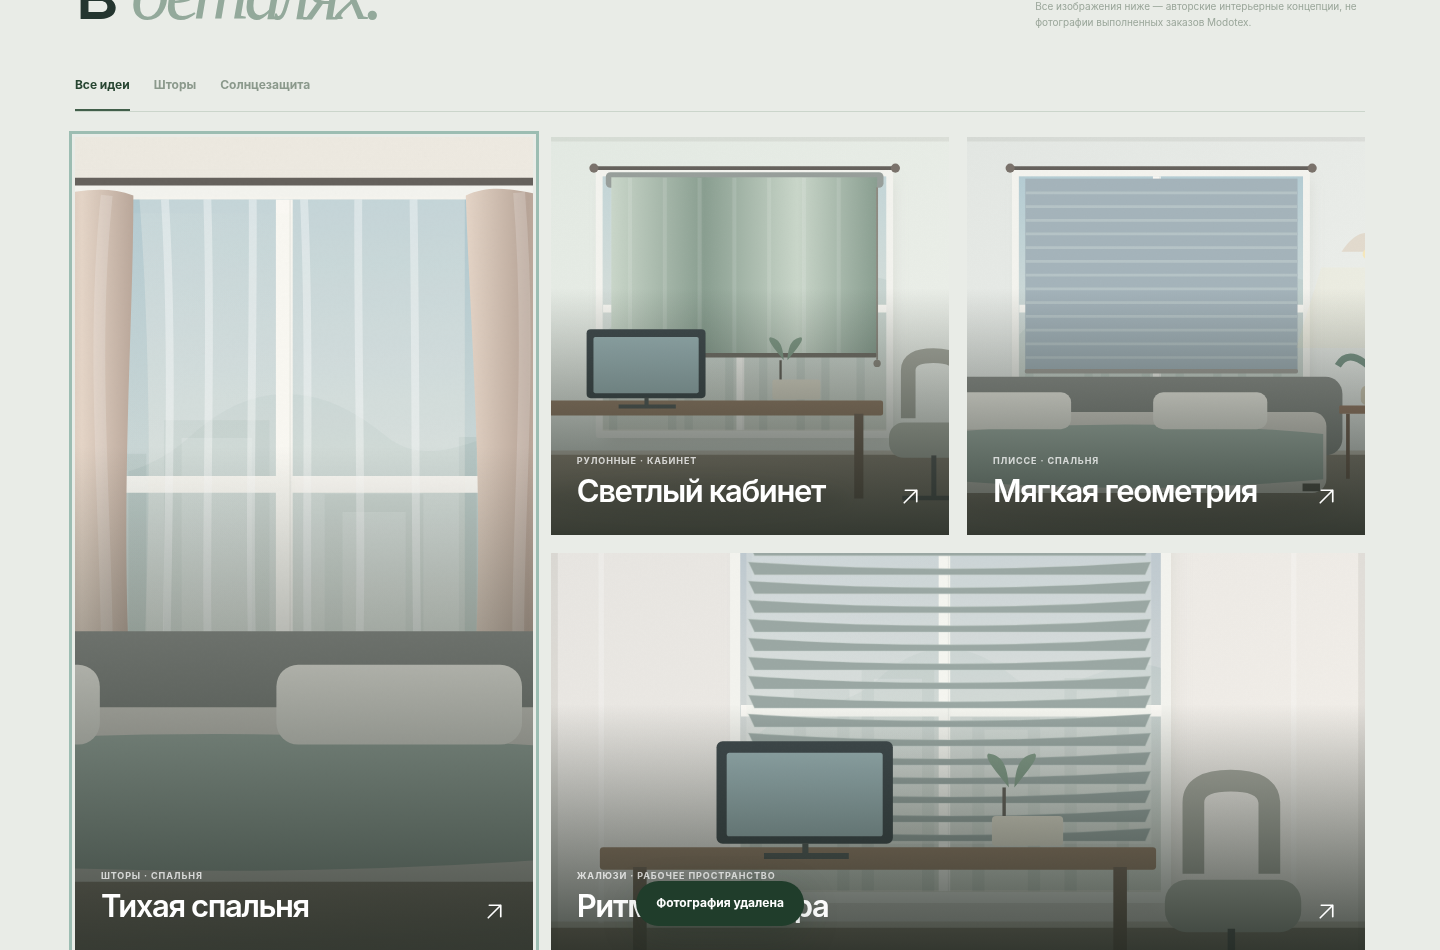 В деталях.
Все изображения ниже — авторские интерьерные концепции, не
фотографии выполненных заказов Modotex.
Все идеи Шторы Солнцезащита
РУЛОННЫЕ · КАБИНЕТ
Светлый кабинет
ПЛИССЕ · СПАЛЬНЯ
Мягкая геометрия
ШТОРЫ · СПАЛЬНЯ
Тихая спальня
ЖАЛЮЗИ · РАБОЧЕЕ ПРОСТРАНСТВО
Фотография удалена